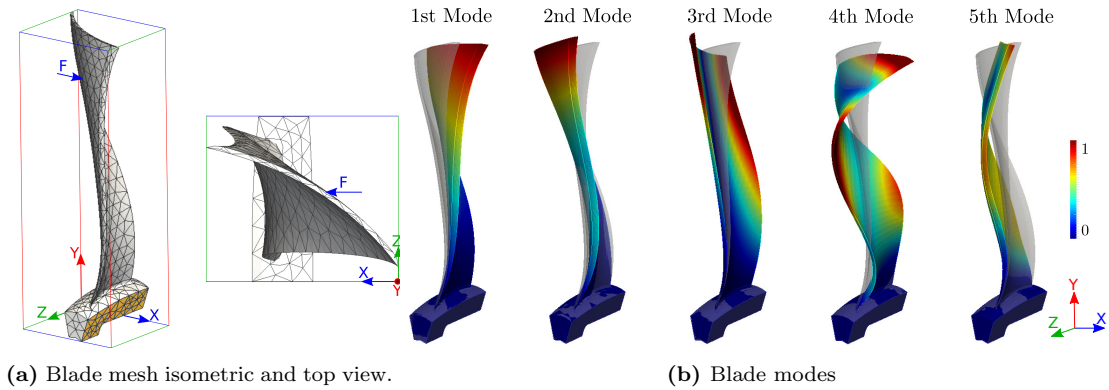 1st Mode
2nd Mode
3rd Mode
4th Mode
5th Mode
F
F
1
0
Y
Z
X
Z
X
Y
Y
Z
X
(a) Blade mesh isometric and top view.
(b) Blade modes